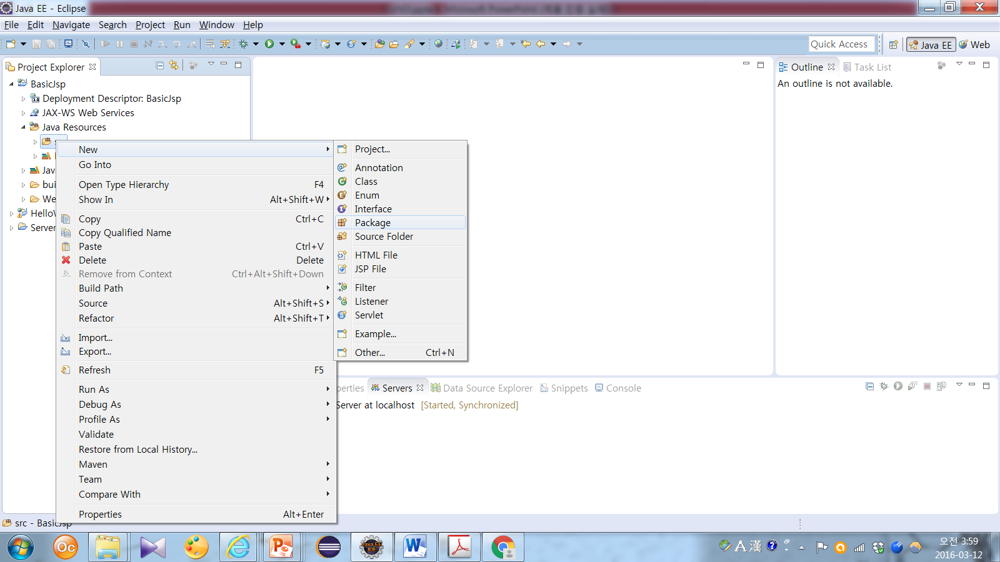 Java EE - Eclipse
File Edit Navigate Search Project Run Window Help
Quick Access
Java EE
Web
Project Explorer
BasicJsp
Deployment Descriptor: BasicJsp
JAX-WS Web Services
Java Resources
New
Go Into
Open Type Hierarchy F4
Show In Alt+Shift+W
Copy Ctrl+C
Copy Qualified Name
Paste Ctrl+V
Delete Delete
Remove from Context Ctrl+Alt+Shift+Down
Build Path
Source Alt+Shift+S
Refactor Alt+Shift+T
Import...
Export...
Refresh F5
Run As
Debug As
Profile As
Validate
Restore from Local History...
Maven
Team
Compare With
Properties Alt+Enter
Project...
Annotation
Class
Enum
Interface
Package
Source Folder
HTML File
JSP File
Filter
Listener
Servlet
Example...
Other... Ctrl+N
Outline
Task List
An outline is not available.
Servers
Data Source Explorer
Snippets
Console
Server at localhost [Started, Synchronized]
src - BasicJsp
A 漢
오전 3:59
2016-03-12